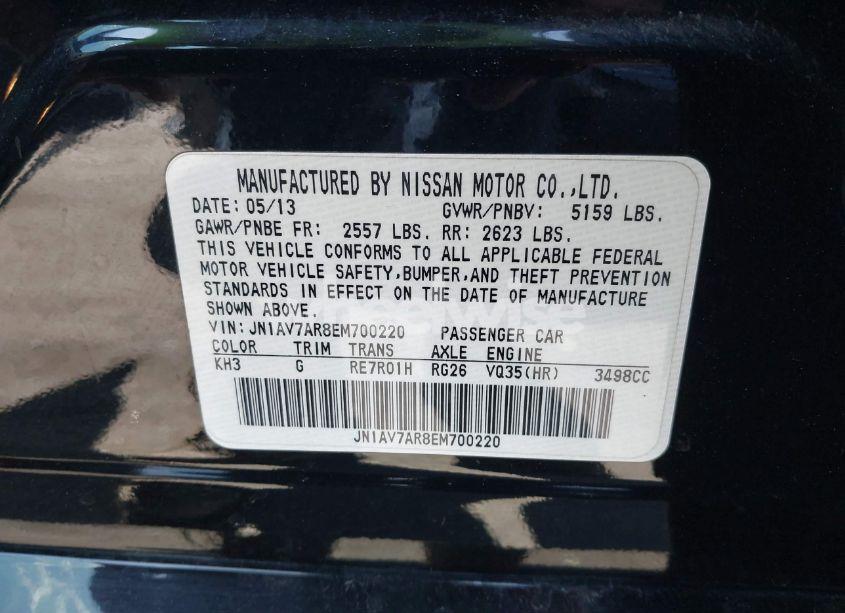 MANUFACTURED BY NISSAN MOTOR CO.,LTD.
DATE: 05/13 GVWR/PNBV: 5159 LBS.
GAWR/PNBE FR: 2557 LBS. RR: 2623 LBS.
THIS VEHICLE CONFORMS TO ALL APPLICABLE FEDERAL
MOTOR VEHICLE SAFETY,BUMPER,AND THEFT PREVENTION
STANDARDS IN EFFECT ON THE DATE OF MANUFACTURE
SHOWN ABOVE.
VIN: JN1AV7AR8EM700220 PASSENGER CAR
COLOR TRIM TRANS AXLE ENGINE
KH3 G RE7R01H RG26 VQ35(HR) 3498CC
JN1AV7AR8EM700220